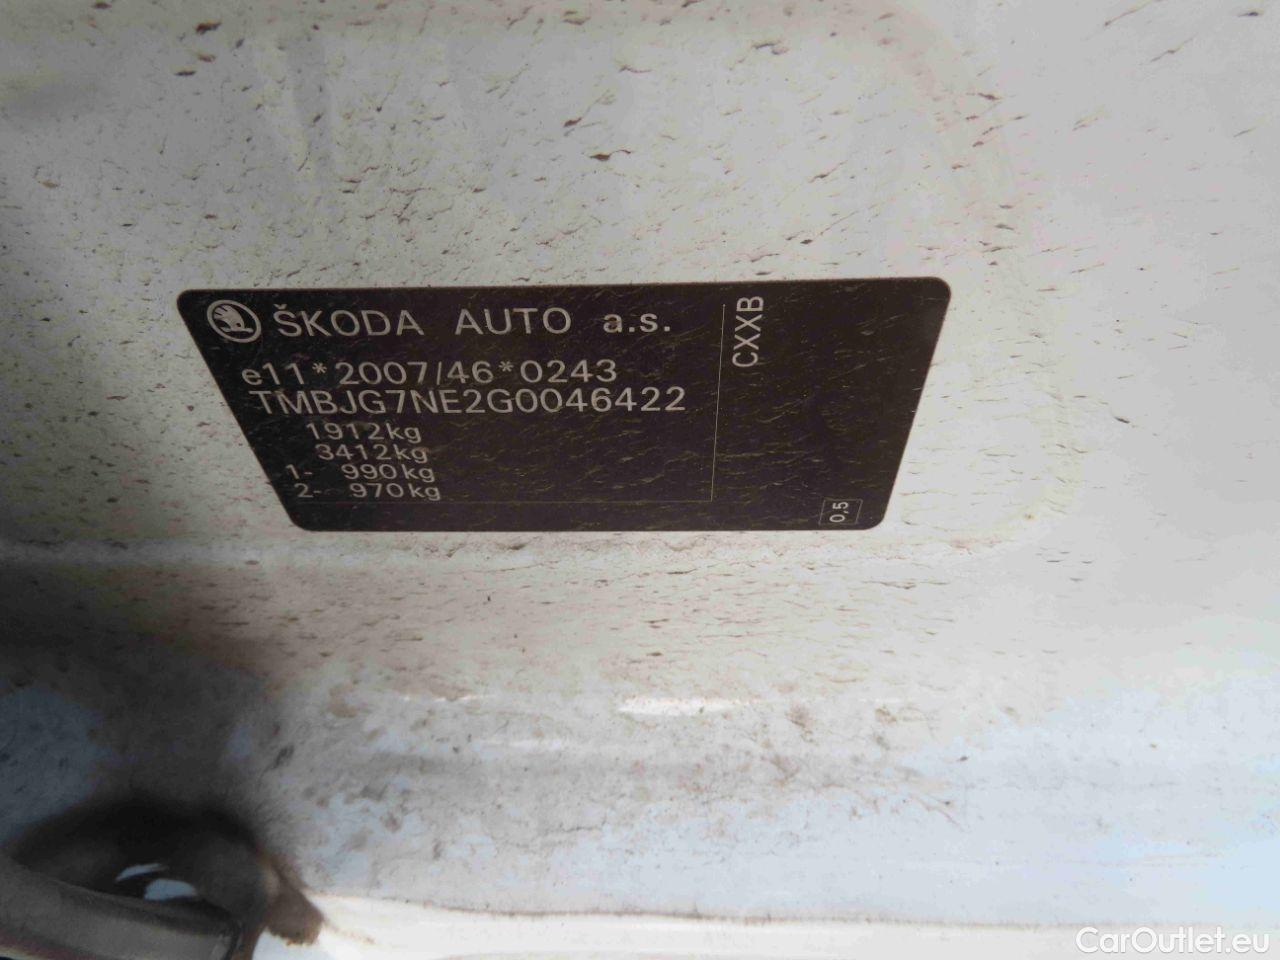 ŠKODA AUTO a.s.
e11*2007/46*0243
TMBJG7NE2G0046422
1912kg
3412kg
1- 990kg
2- 970kg
CXXB
0,5
CarOutlet.eu